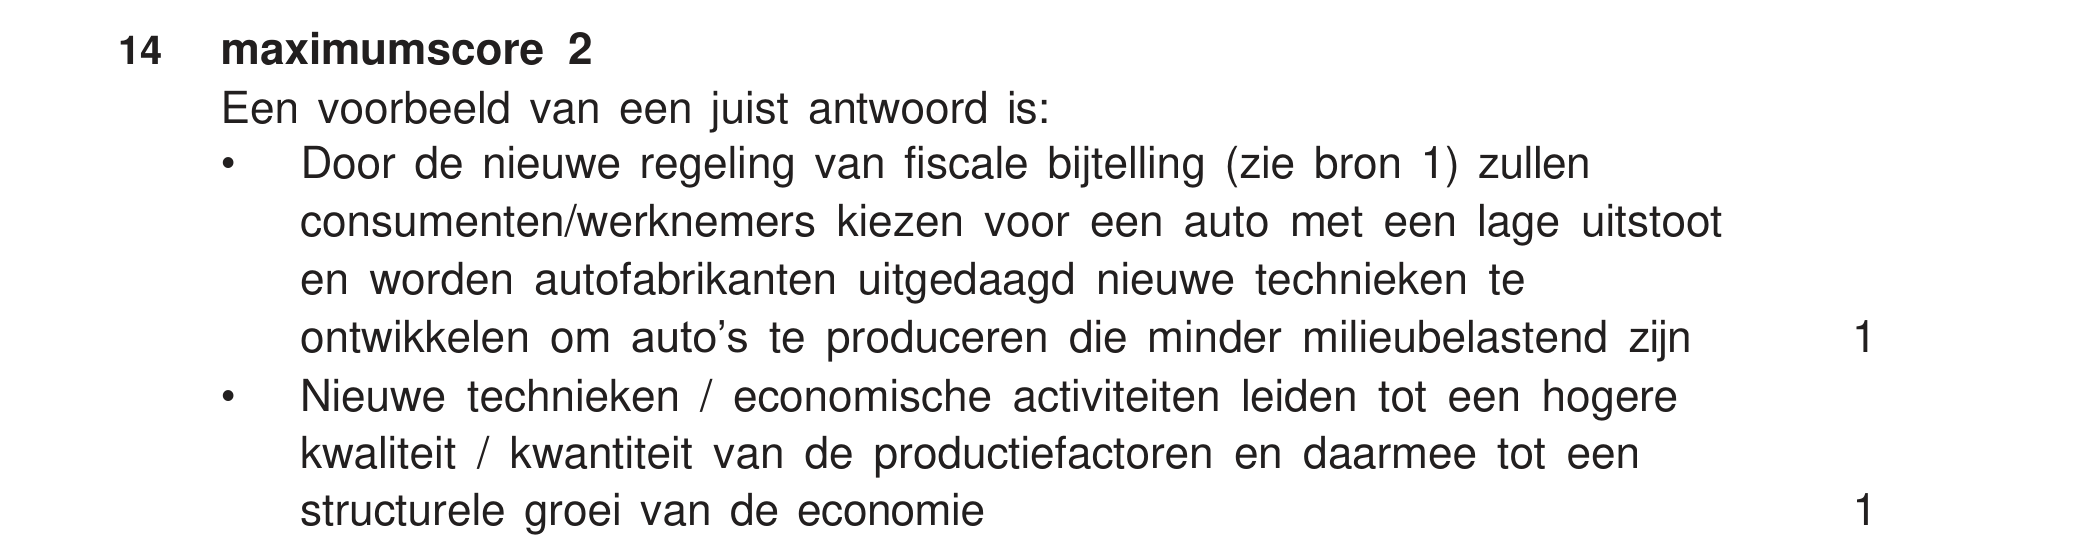 14 maximumscore 2
Een voorbeeld van een juist antwoord is:
• Door de nieuwe regeling van fiscale bijtelling (zie bron 1) zullen
consumenten/werknemers kiezen voor een auto met een lage uitstoot
en worden autofabrikanten uitgedaagd nieuwe technieken te
ontwikkelen om auto’s te produceren die minder milieubelastend zijn 1
• Nieuwe technieken / economische activiteiten leiden tot een hogere
kwaliteit / kwantiteit van de productiefactoren en daarmee tot een
structurele groei van de economie 1